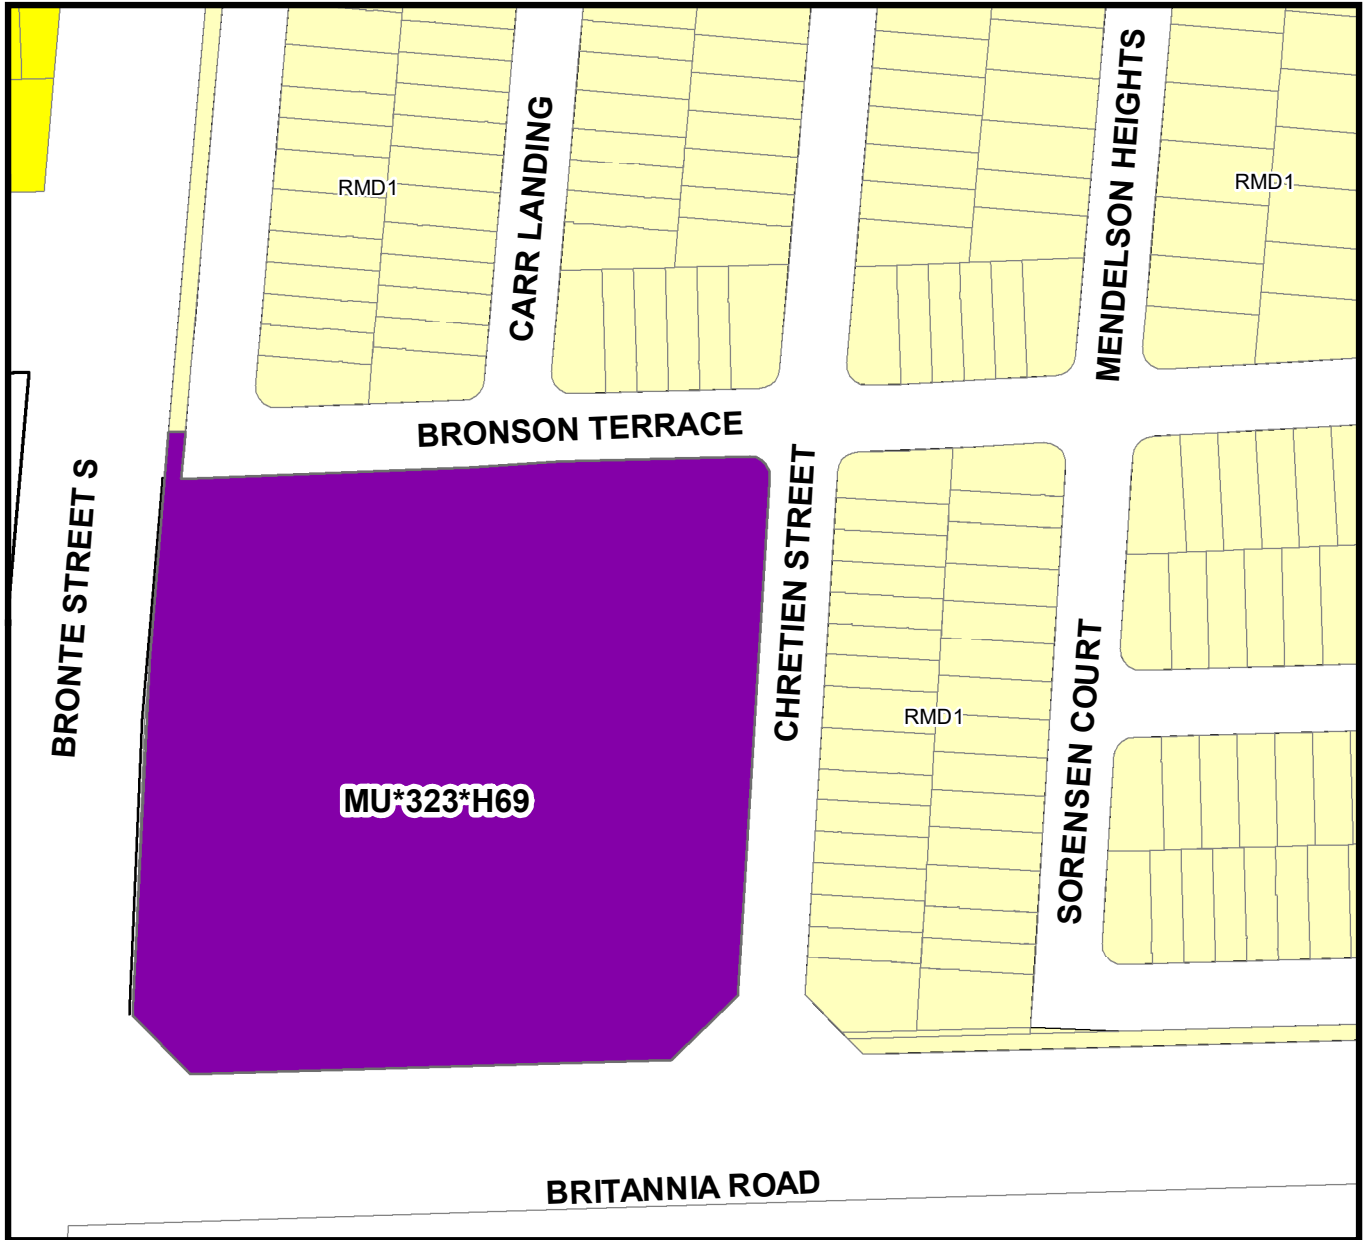 MENDELSON HEIGHTS
CARR LANDING
RMD1
RMD1
BRONSON TERRACE
BRONTE STREET S
CHRETIEN STREET
SORENSEN COURT
RMD1
MU*323*H69
BRITANNIA ROAD